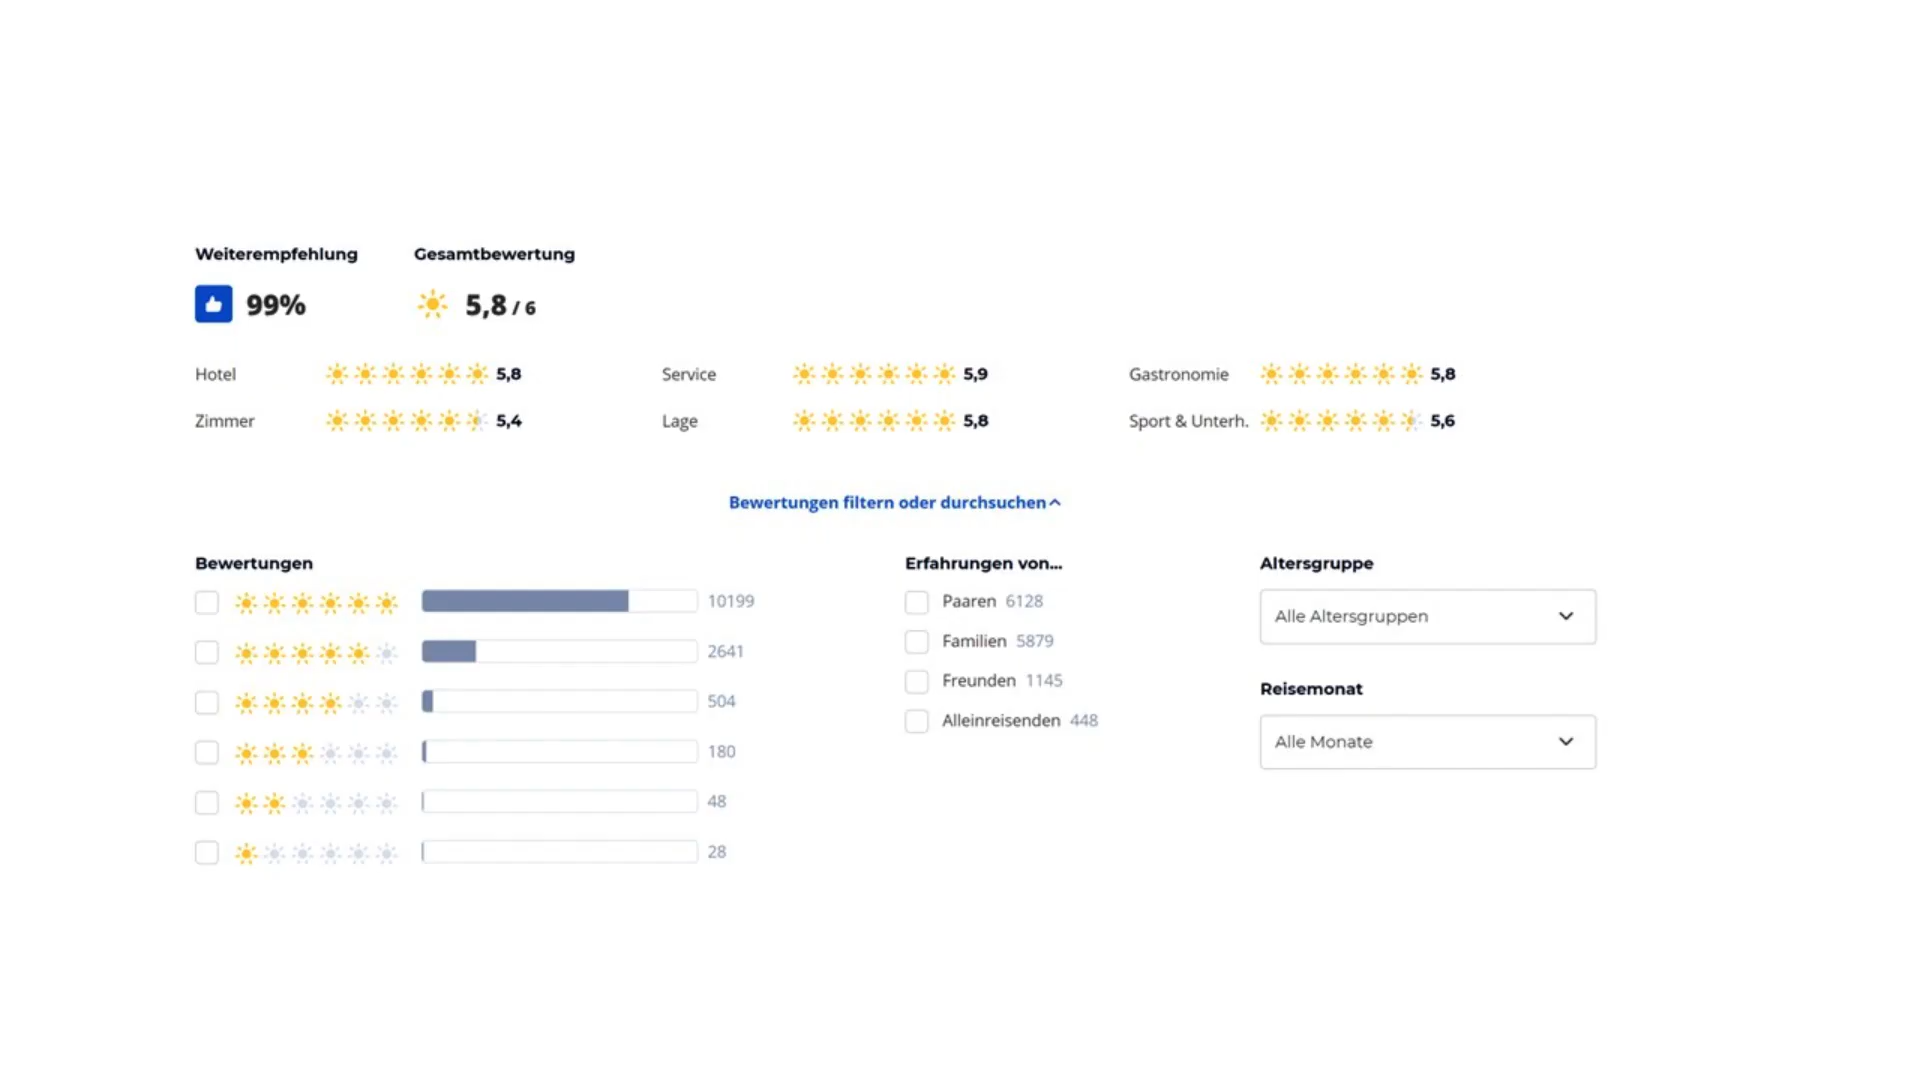 Weiterempfehlung Gesamtbewertung
99% 5,8 / 6
Hotel 5,8 Service 5,9 Gastronomie 5,8
Zimmer 5,4 Lage 5,8 Sport & Unterh. 5,6
Bewertungen filtern oder durchsuchen
Bewertungen
10199
2641
504
180
48
28
Erfahrungen von...
Paaren 6128
Familien 5879
Freunden 1145
Alleinreisenden 448
Altersgruppe
Alle Altersgruppen
Reisemonat
Alle Monate